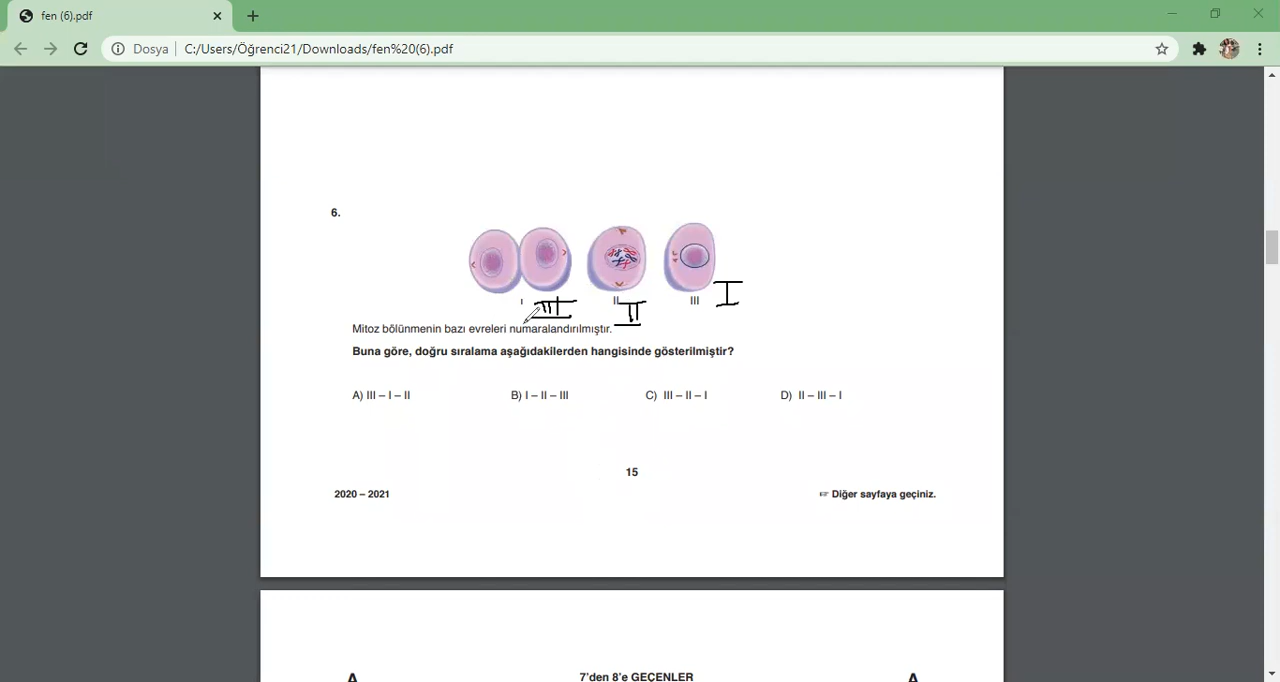 fen (6).pdf
Dosya C:/Users/Öğrenci21/Downloads/fen%20(6).pdf
6.
I II III
III II I
Mitoz bölünmenin bazı evreleri numaralandırılmıştır.
Buna göre, doğru sıralama aşağıdakilerden hangisinde gösterilmiştir?
A) III – I – II B) I – II – III C) III – II – I D) II – III – I
15
2020 – 2021 ☞ Diğer sayfaya geçiniz.
A 7'den 8'e GEÇENLER A